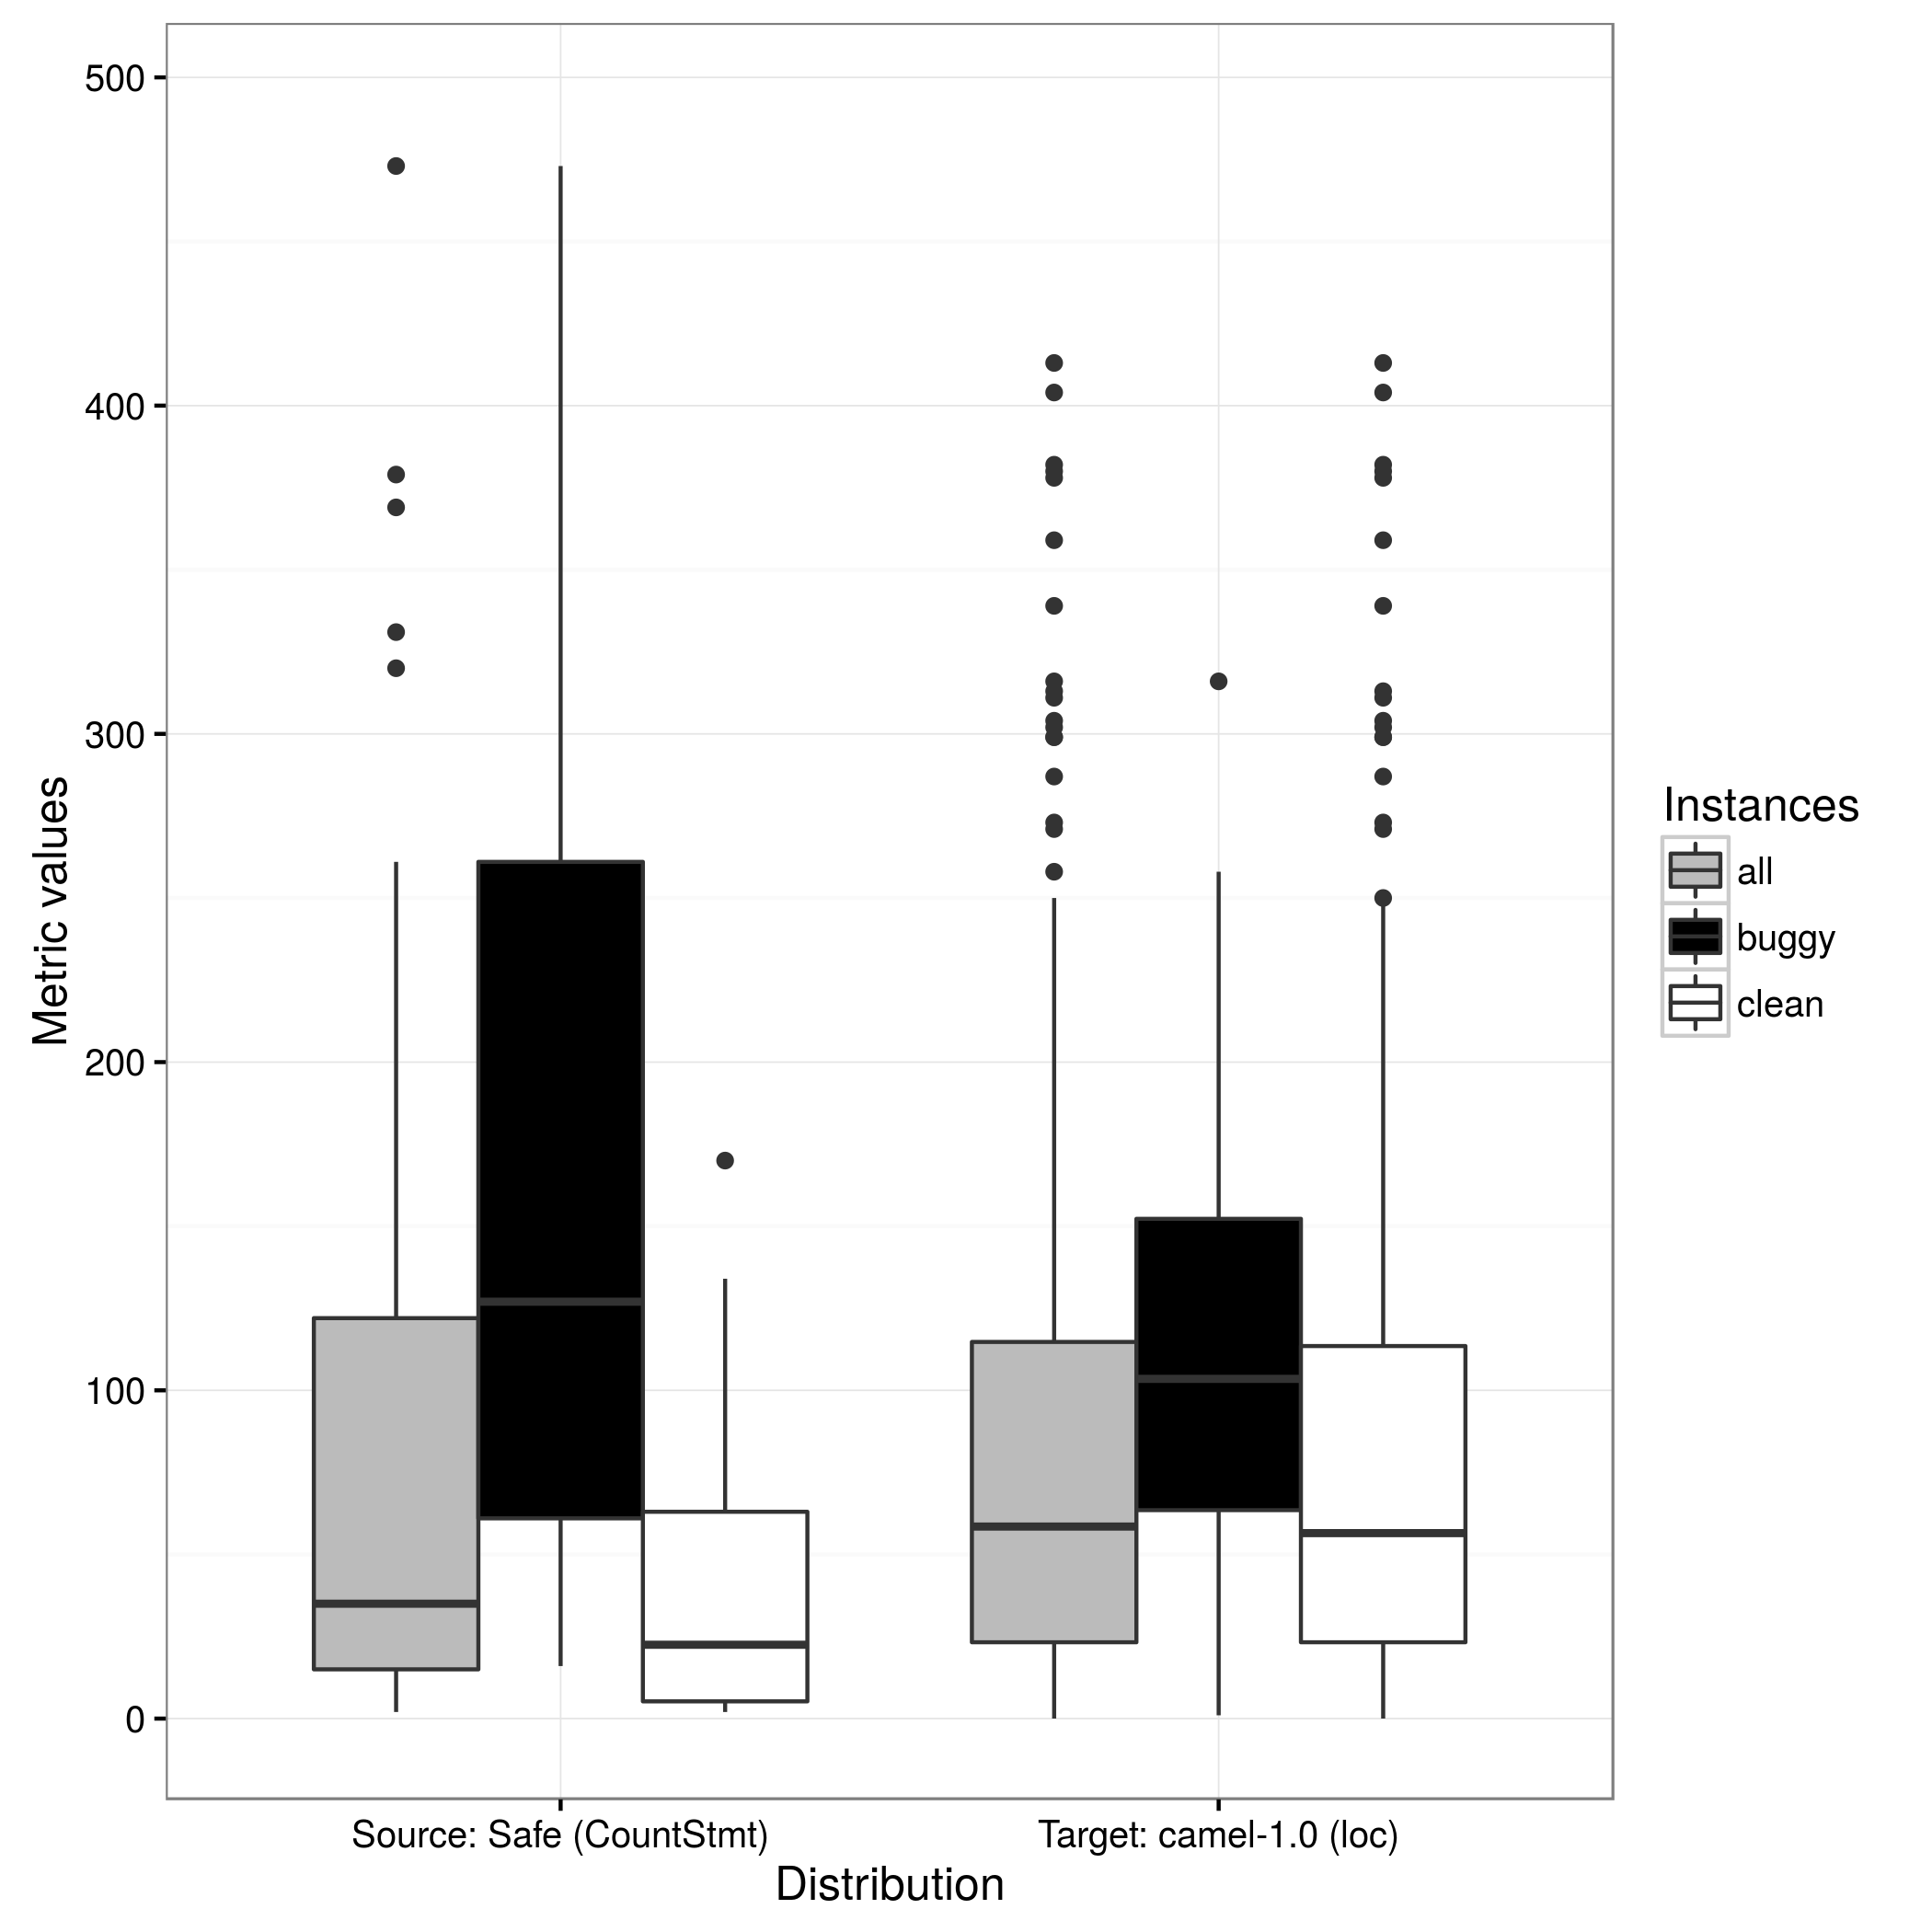 500
400
300
200
100
0
Metric values
Source: Safe (CountStmt)
Target: camel-1.0 (loc)
Distribution
Instances
all
buggy
clean